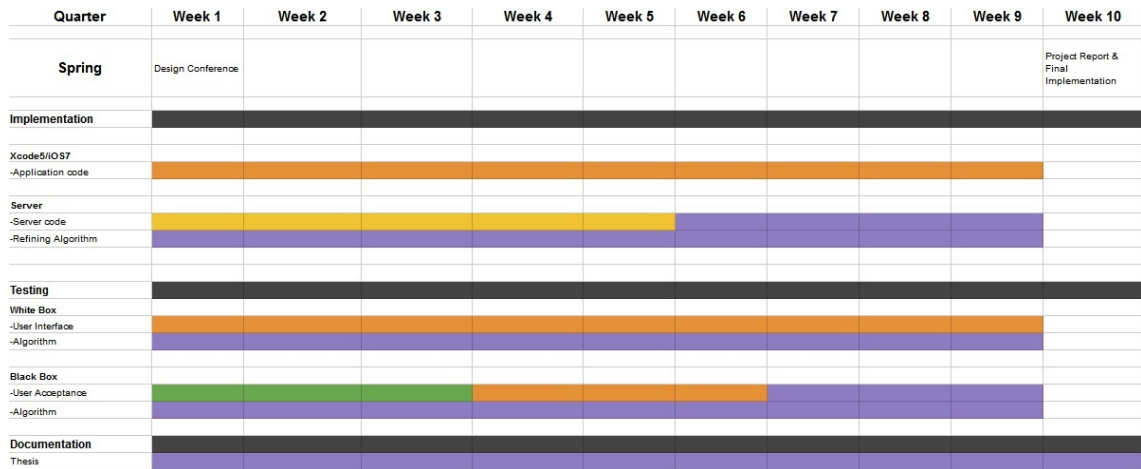 Quarter Week 1 Week 2 Week 3 Week 4 Week 5 Week 6 Week 7 Week 8 Week 9 Week 10
Spring Design Conference Project Report &
Final
Implementation
Implementation
Xcode5/iOS7
-Application code
Server
-Server code
-Refining Algorithm
Testing
White Box
-User Interface
-Algorithm
Black Box
-User Acceptance
-Algorithm
Documentation
Thesis